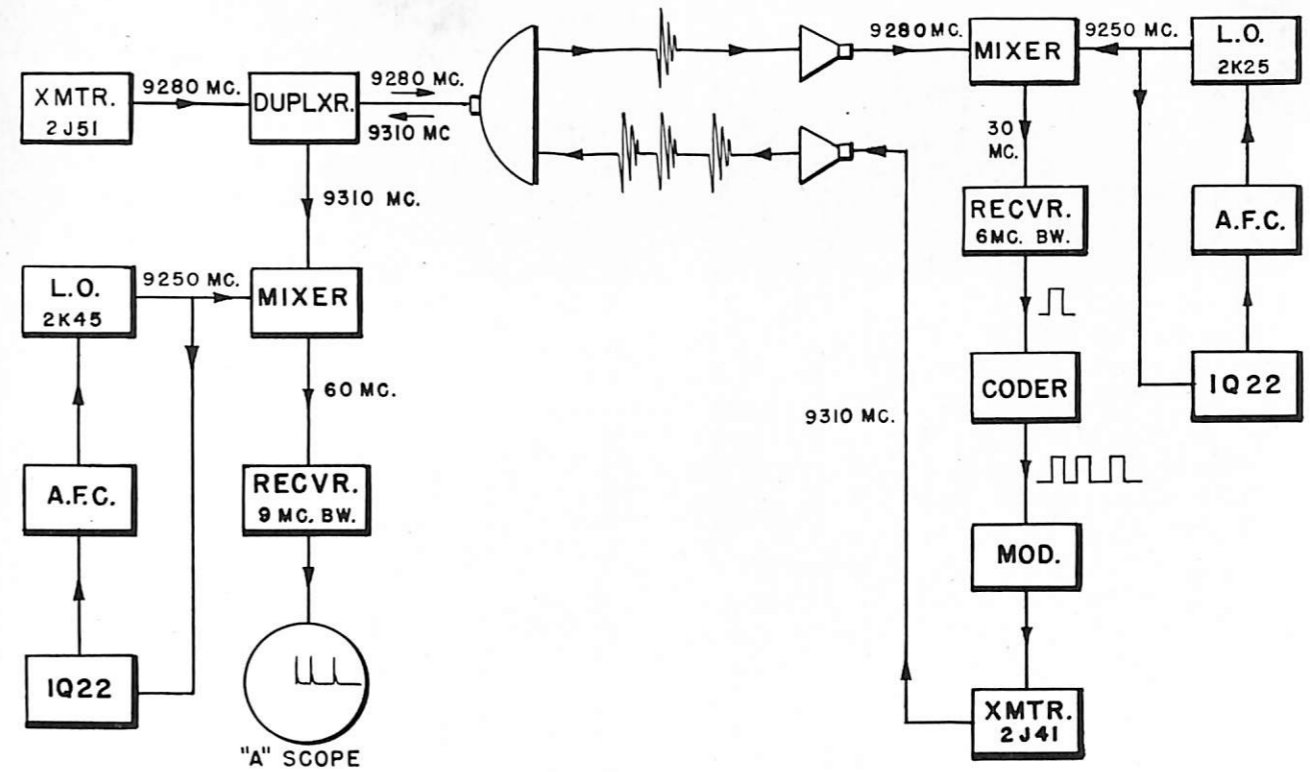 XMTR.
2J51
9280 MC.
DUPLXR.
9280 MC.
9310 MC
9310 MC.
L.O.
2K45
9250 MC.
MIXER
60 MC.
A.F.C.
RECVR.
9 MC. BW.
1Q22
"A" SCOPE
9280 MC.
MIXER
9250 MC.
L.O.
2K25
30
MC.
RECVR.
6MC. BW.
A.F.C.
CODER
1Q22
9310 MC.
MOD.
XMTR.
2J41